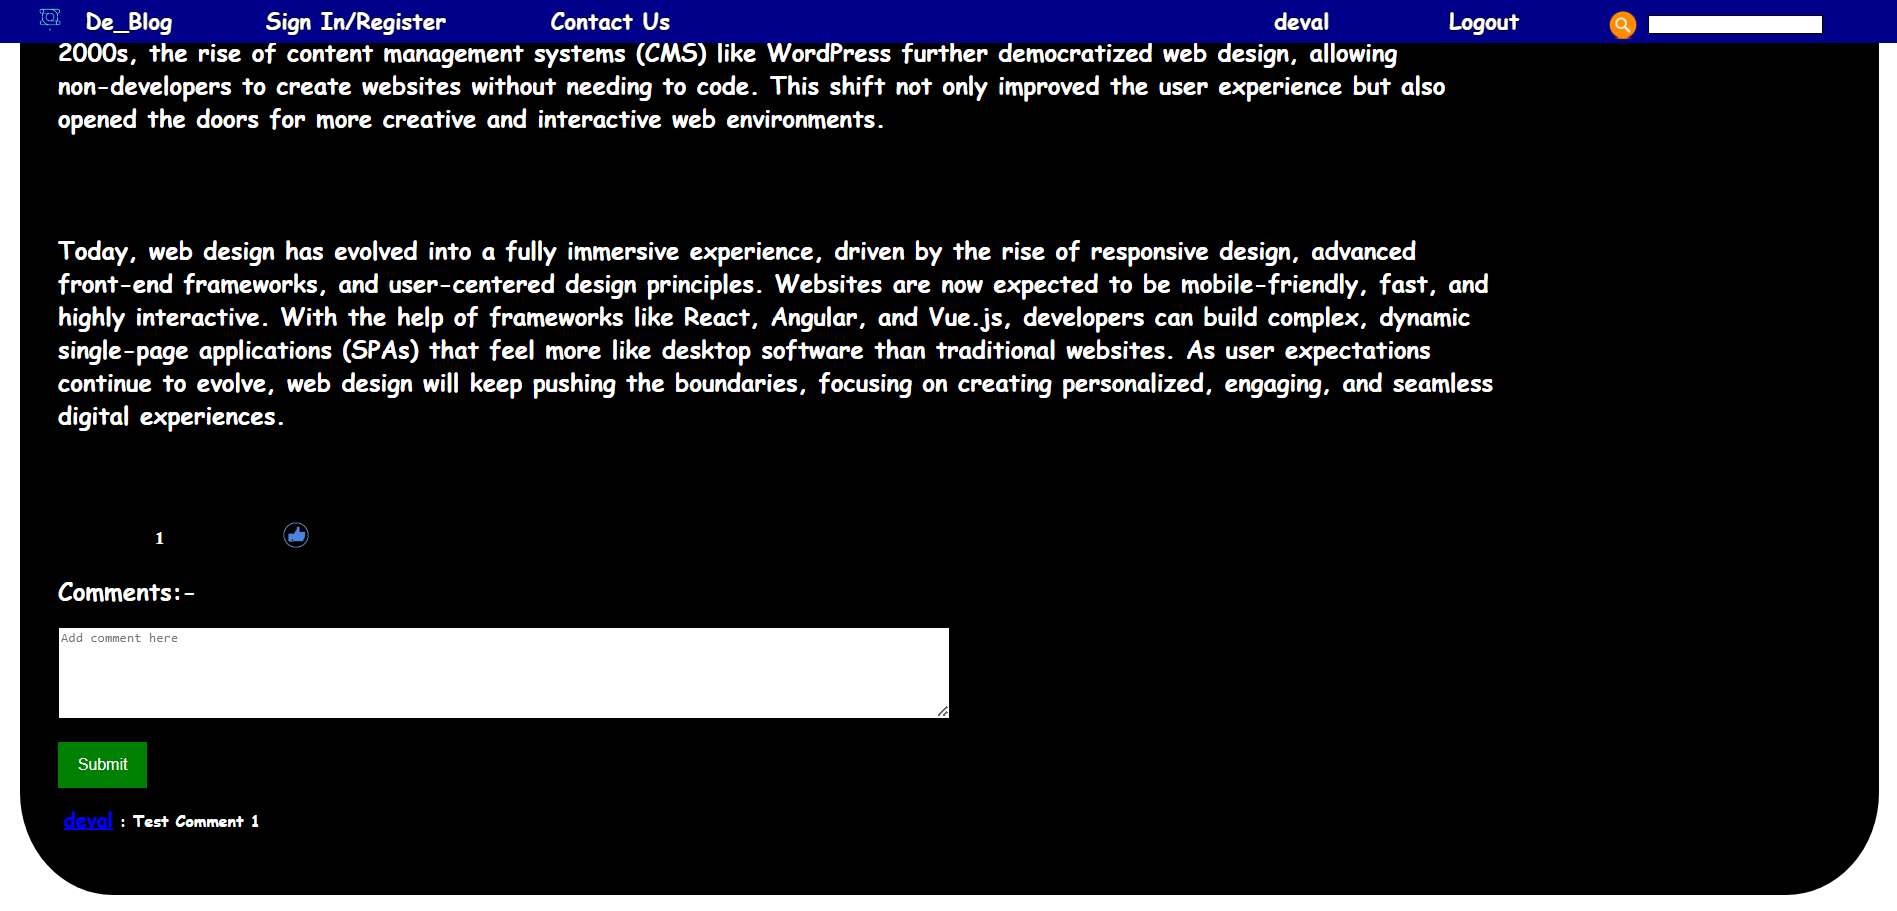 De_Blog Sign In/Register Contact Us deval Logout
2000s, the rise of content management systems (CMS) like WordPress further democratized web design, allowing
non-developers to create websites without needing to code. This shift not only improved the user experience but also
opened the doors for more creative and interactive web environments.
Today, web design has evolved into a fully immersive experience, driven by the rise of responsive design, advanced
front-end frameworks, and user-centered design principles. Websites are now expected to be mobile-friendly, fast, and
highly interactive. With the help of frameworks like React, Angular, and Vue.js, developers can build complex, dynamic
single-page applications (SPAs) that feel more like desktop software than traditional websites. As user expectations
continue to evolve, web design will keep pushing the boundaries, focusing on creating personalized, engaging, and seamless
digital experiences.
1
Comments:-
Add comment here
Submit
deval : Test Comment 1